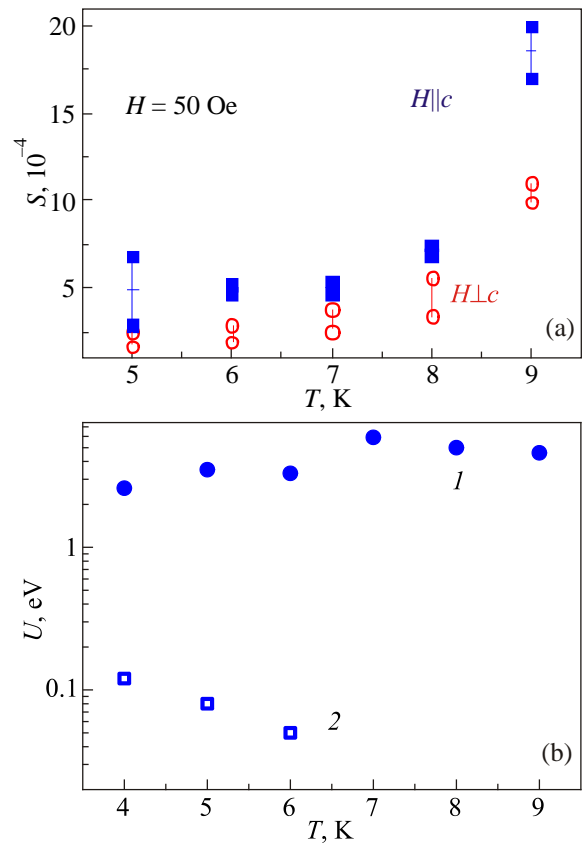 20
15
10
5
S, 10⁻⁴
H = 50 Oe
H||c
H⊥c
(a)
5 6 7 8 9
T, K
1
0.1
U, eV
1
2
(b)
4 5 6 7 8 9
T, K